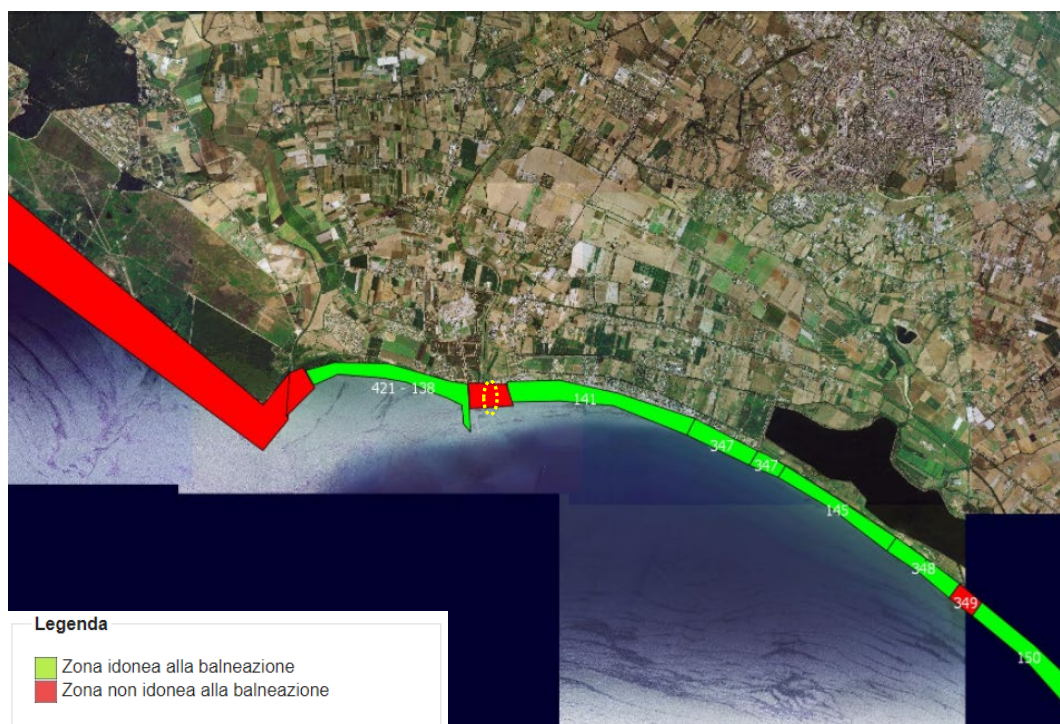 421 - 138
141
347
347
145
348
349
150
Legenda
Zona idonea alla balneazione
Zona non idonea alla balneazione